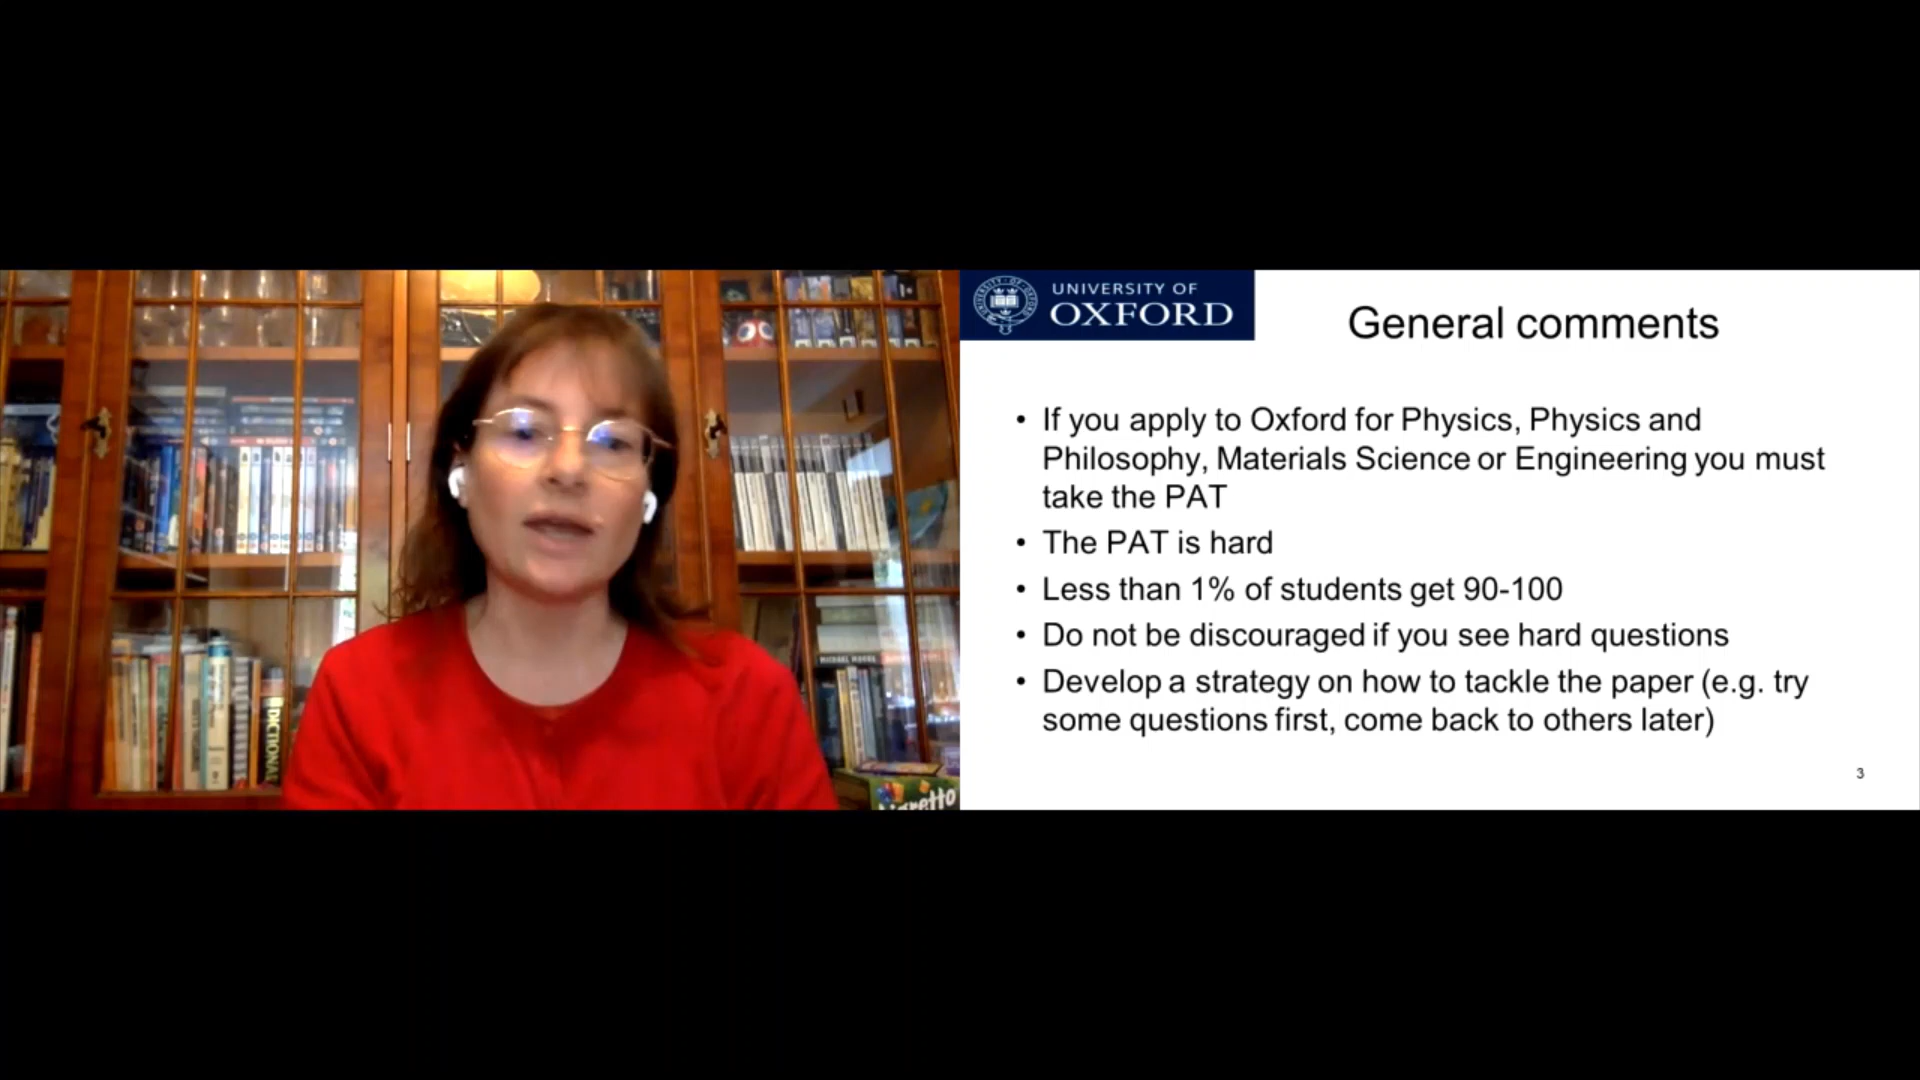 UNIVERSITY OF
OXFORD
General comments
• If you apply to Oxford for Physics, Physics and
Philosophy, Materials Science or Engineering you must
take the PAT
• The PAT is hard
• Less than 1% of students get 90-100
• Do not be discouraged if you see hard questions
• Develop a strategy on how to tackle the paper (e.g. try
some questions first, come back to others later)
3
MICHAEL MOORE